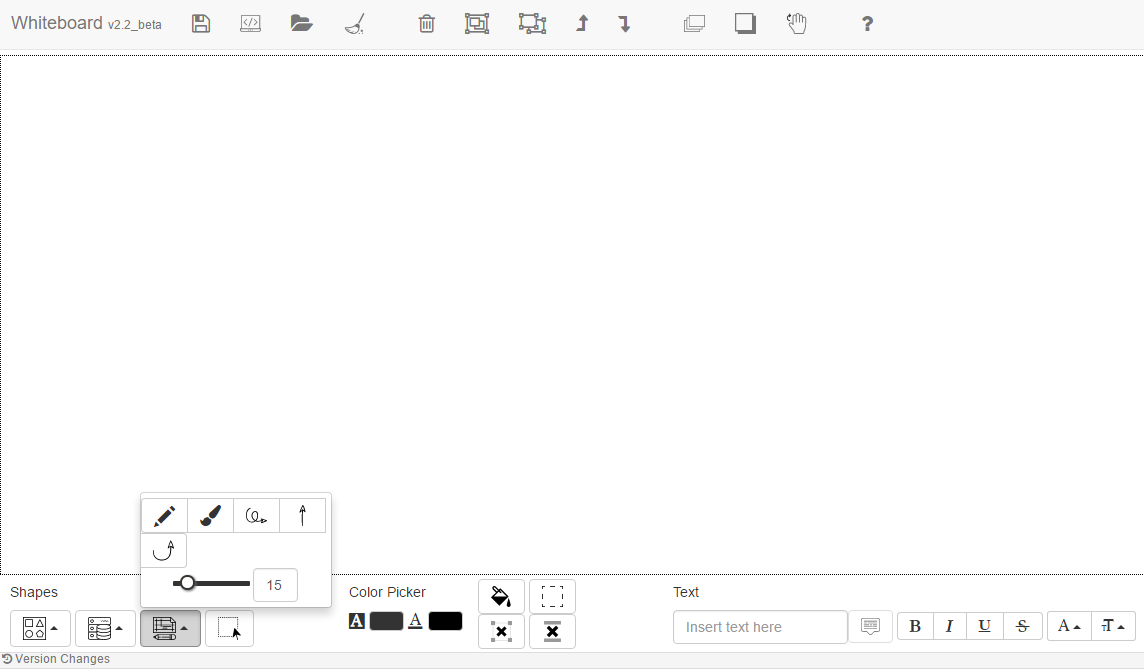 Whiteboard v2.2_beta
?
15
Shapes
Color Picker
A A
Text
Insert text here
B I U S A T
Version Changes